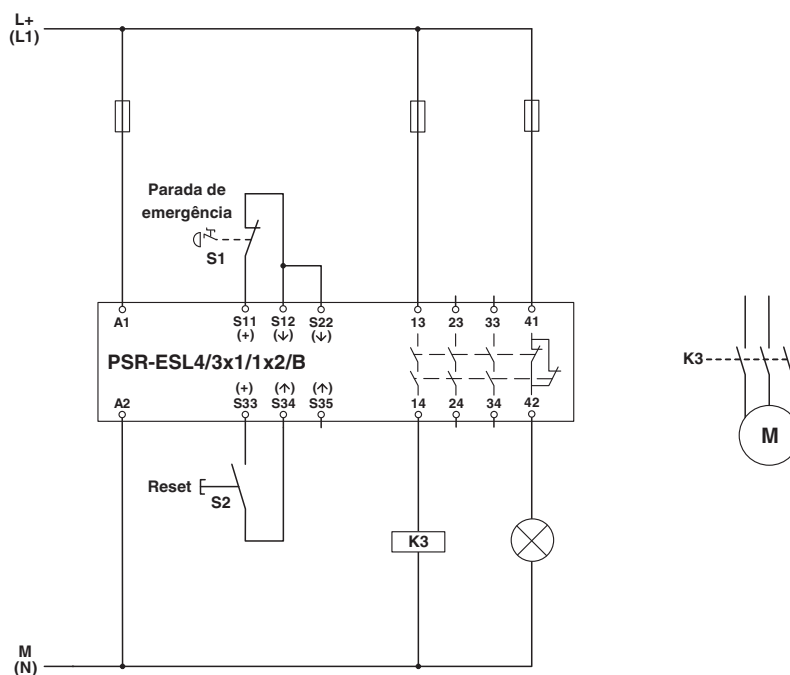 L+
(L1)
Parada de
emergência
S1
A1 S11 S12 S22 13 23 33 41
(+) (↓) (↓)
PSR-ESL4/3x1/1x2/B
(+) (↑) (↑)
A2 S33 S34 S35 14 24 34 42
K3
M
Reset
S2
K3
M
(N)